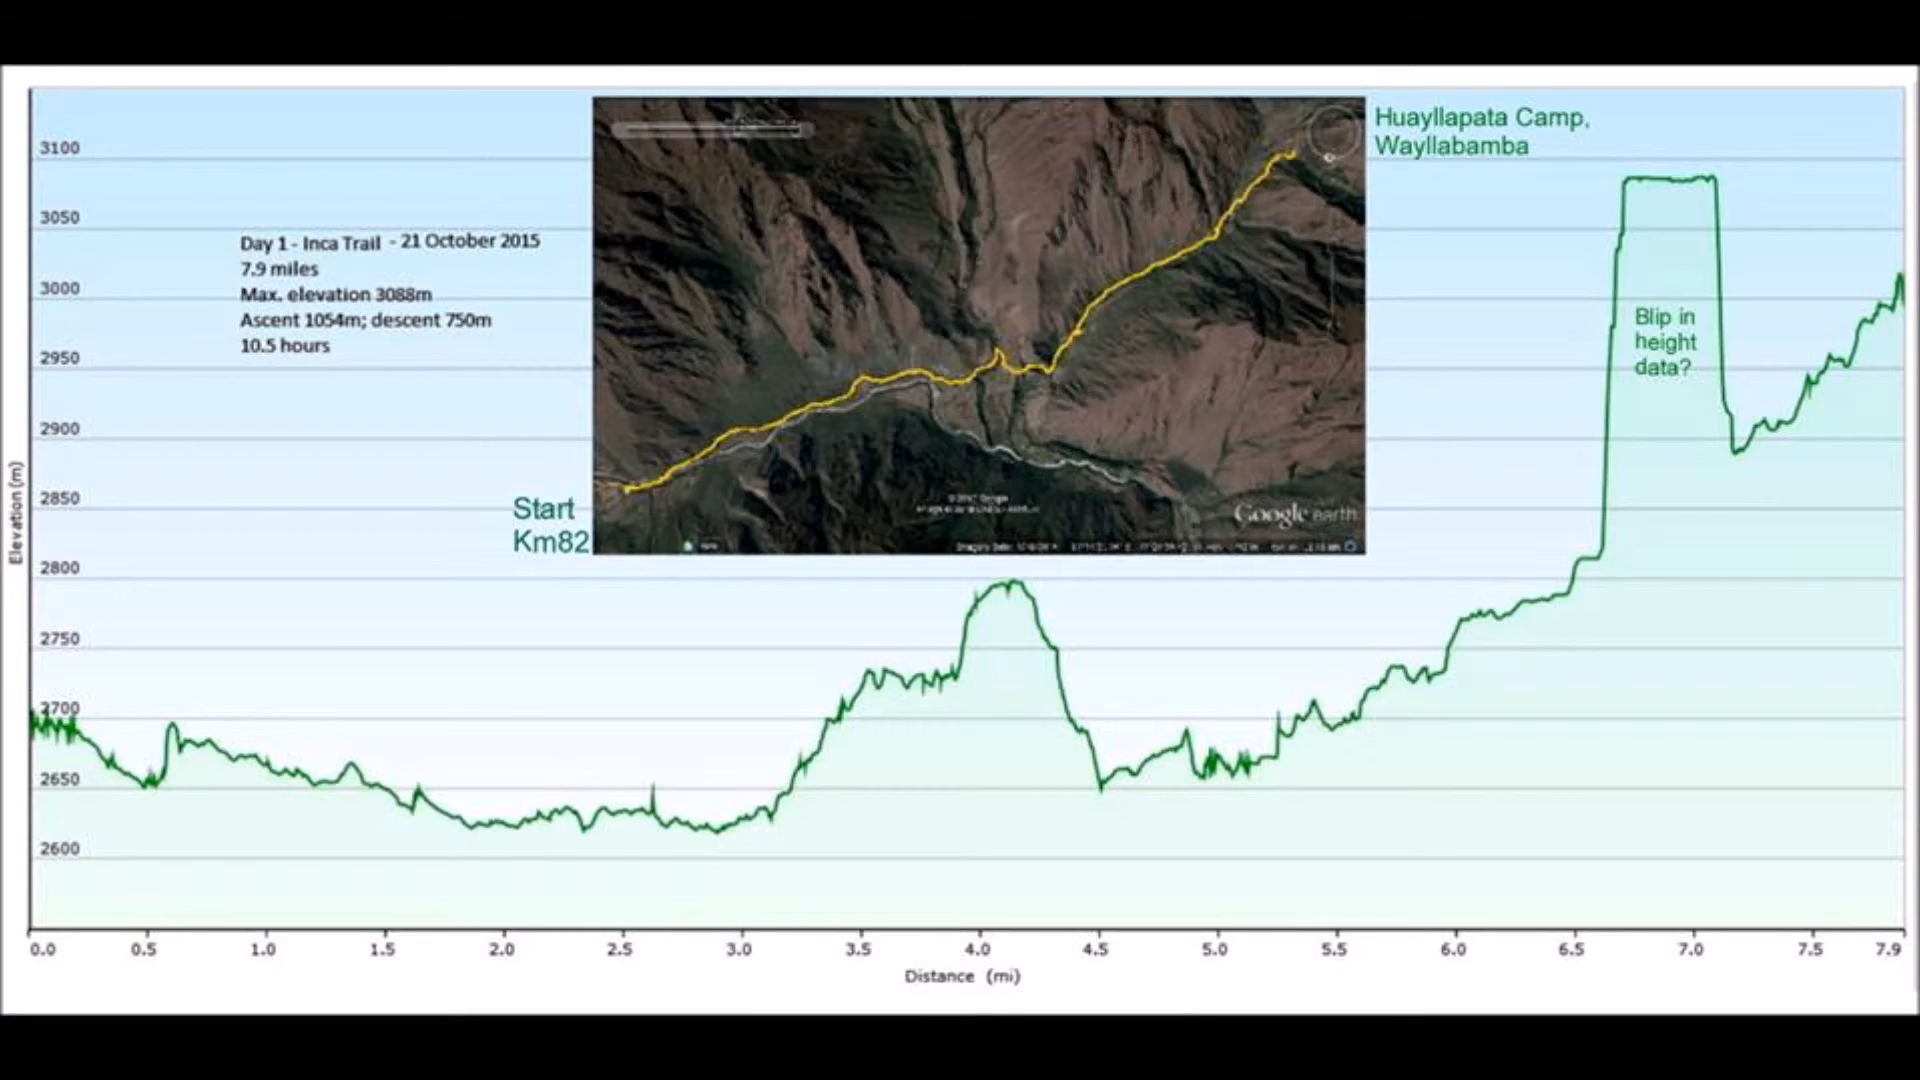 Huayllapata Camp,
Wayllabamba
Day 1 - Inca Trail - 21 October 2015
7.9 miles
Max. elevation 3088m
Ascent 1054m; descent 750m
10.5 hours
Blip in
height
data?
Start
Km82
Google earth
3100
3050
3000
2950
2900
2850
2800
2750
2700
2650
2600
Elevation (m)
0.0 0.5 1.0 1.5 2.0 2.5 3.0 3.5 4.0 4.5 5.0 5.5 6.0 6.5 7.0 7.5 7.9
Distance (mi)